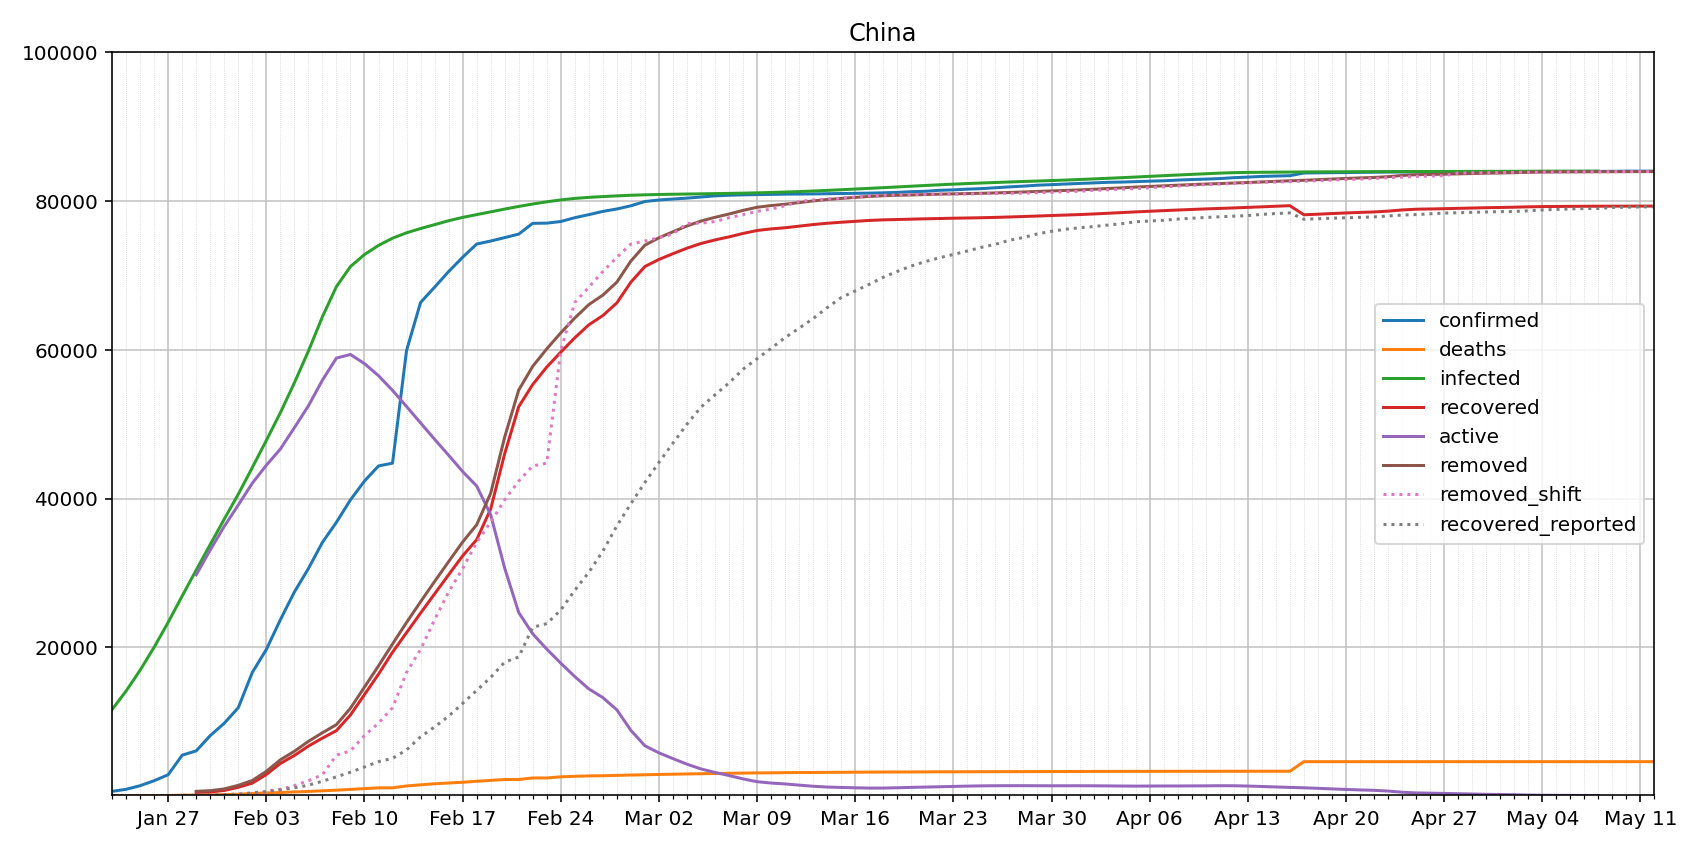 China
100000
80000
60000
40000
20000
confirmed
deaths
infected
recovered
active
removed
removed_shift
recovered_reported
Jan 27 Feb 03 Feb 10 Feb 17 Feb 24 Mar 02 Mar 09 Mar 16 Mar 23 Mar 30 Apr 06 Apr 13 Apr 20 Apr 27 May 04 May 11